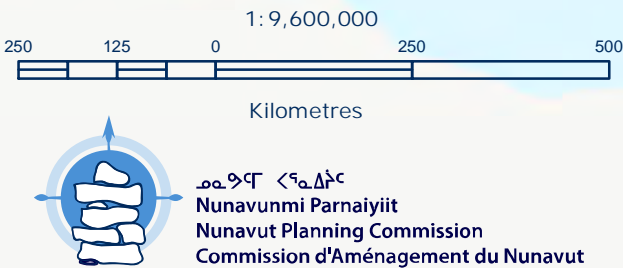 1:9,600,000
250 125 0 250 500
Kilometres
ᓄᓇᕗᑦᒥ ᐸᕐᓇᐃᔩᑦ
Nunavunmi Parnaiyiit
Nunavut Planning Commission
Commission d'Aménagement du Nunavut